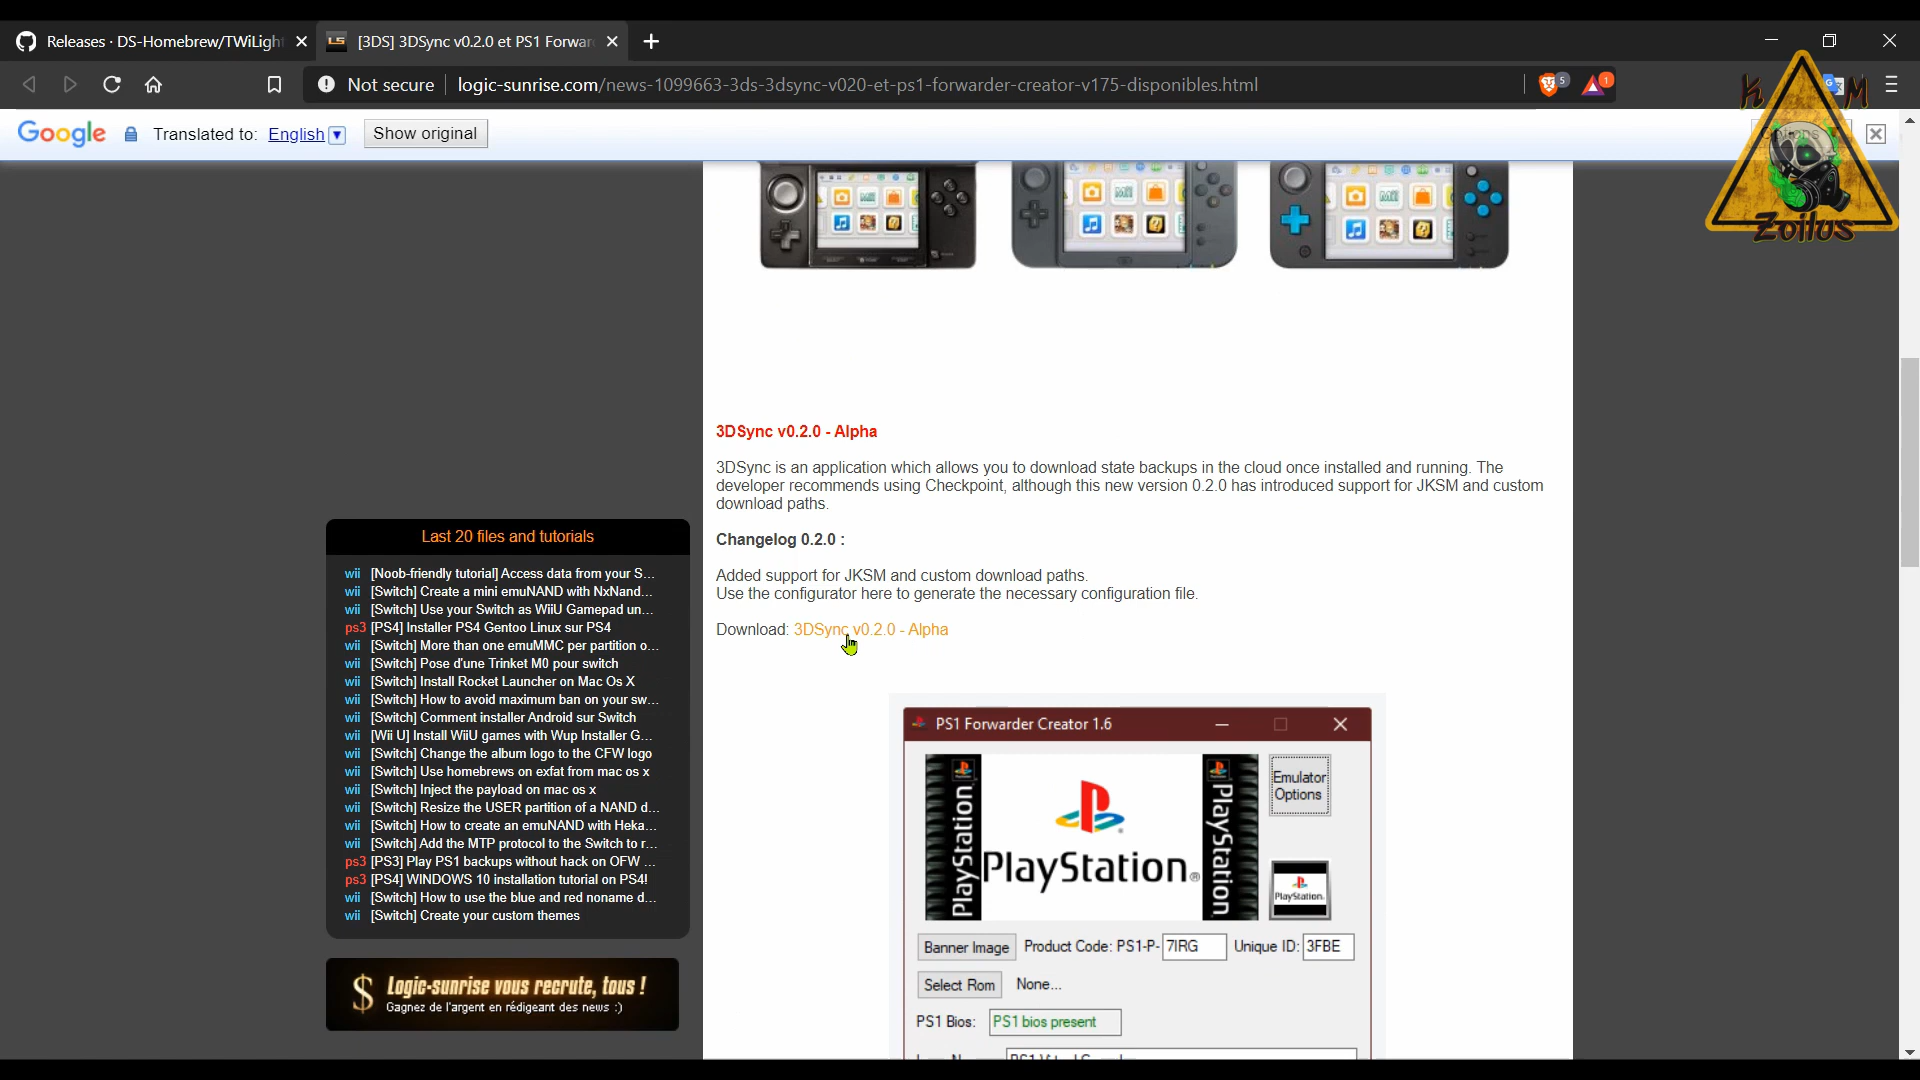 Releases · DS-Homebrew/TWiLigh
[3DS] 3DSync v0.2.0 et PS1 Forwar
Not secure
logic-sunrise.com/news-1099663-3ds-3dsync-v020-et-ps1-forwarder-creator-v175-disponibles.html
5
1
K M
Zoilus
Google
Translated to: English
Show original
3DSync v0.2.0 - Alpha
3DSync is an application which allows you to download state backups in the cloud once installed and running. The
developer recommends using Checkpoint, although this new version 0.2.0 has introduced support for JKSM and custom
download paths.
Changelog 0.2.0 :
Added support for JKSM and custom download paths.
Use the configurator here to generate the necessary configuration file.
Download: 3DSync v0.2.0 - Alpha
Last 20 files and tutorials
wii [Noob-friendly tutorial] Access data from your S...
wii [Switch] Create a mini emuNAND with NxNand...
wii [Switch] Use your Switch as WiiU Gamepad un...
ps3 [PS4] Installer PS4 Gentoo Linux sur PS4
wii [Switch] More than one emuMMC per partition o...
wii [Switch] Pose d'une Trinket M0 pour switch
wii [Switch] Install Rocket Launcher on Mac Os X
wii [Switch] How to avoid maximum ban on your sw...
wii [Switch] Comment installer Android sur Switch
wii [Wii U] Install WiiU games with Wup Installer G...
wii [Switch] Change the album logo to the CFW logo
wii [Switch] Use homebrews on exfat from mac os x
wii [Switch] Inject the payload on mac os x
wii [Switch] Resize the USER partition of a NAND d...
wii [Switch] How to create an emuNAND with Heka...
wii [Switch] Add the MTP protocol to the Switch to r...
ps3 [PS3] Play PS1 backups without hack on OFW ...
ps3 [PS4] WINDOWS 10 installation tutorial on PS4!
wii [Switch] How to use the blue and red noname d...
wii [Switch] Create your custom themes
Logic-sunrise vous recrute, tous !
Gagnez de l'argent en rédigeant des news :)
PS1 Forwarder Creator 1.6
PlayStation
PlayStation
PlayStation
Emulator
Options
PlayStation
Banner Image
Product Code: PS1-P- 7IRG
Unique ID: 3FBE
Select Rom
None...
PS1 Bios: PS1 bios present